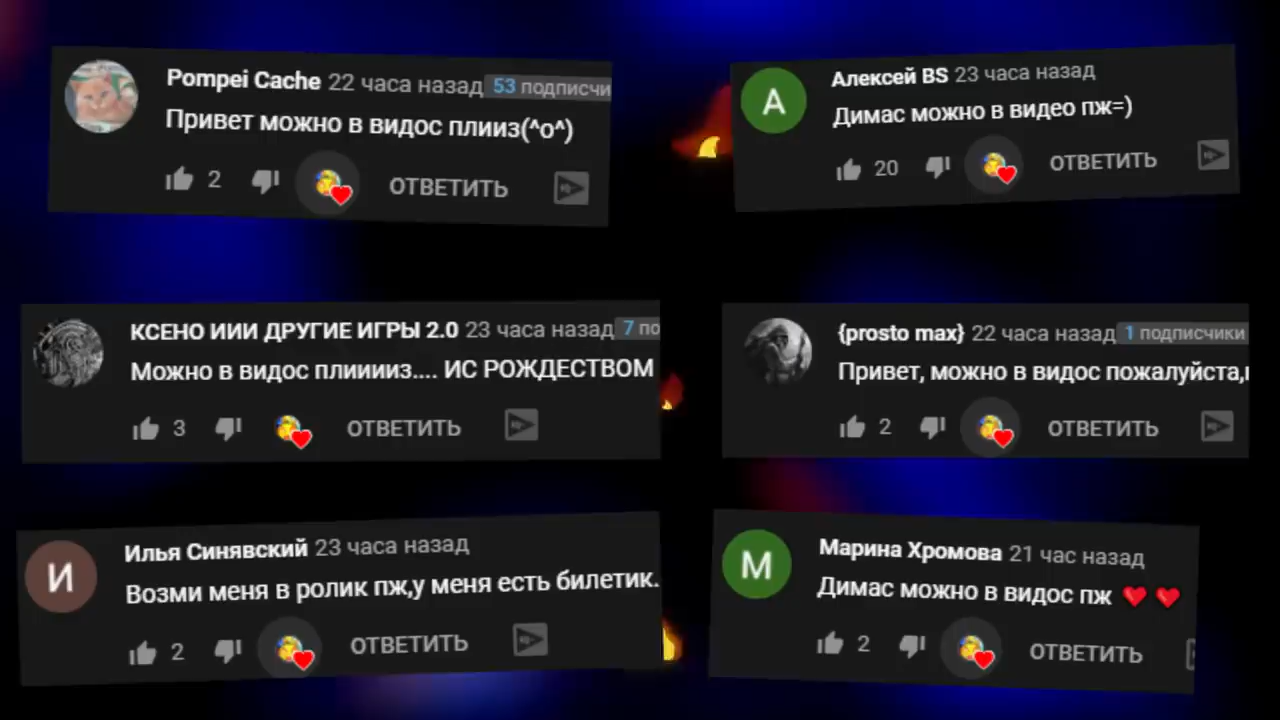 Pompei Cache 22 часа назад 53 подписчи
Привет можно в видос плииз(^o^)
2 ОТВЕТИТЬ
Алексей BS 23 часа назад
А
Димас можно в видео пж=)
20 ОТВЕТИТЬ
КСЕНО ИИИ ДРУГИЕ ИГРЫ 2.0 23 часа назад 7 по
Можно в видос плиииииз.... ИС РОЖДЕСТВОМ
3 ОТВЕТИТЬ
{prosto max} 22 часа назад 1 подписчики
Привет, можно в видос пожалуйста,
2 ОТВЕТИТЬ
Илья Синявский 23 часа назад
И
Возми меня в ролик пж,у меня есть билетик.
2 ОТВЕТИТЬ
Марина Хромова 21 час назад
М
Димас можно в видос пж ❤ ❤
2 ОТВЕТИТЬ